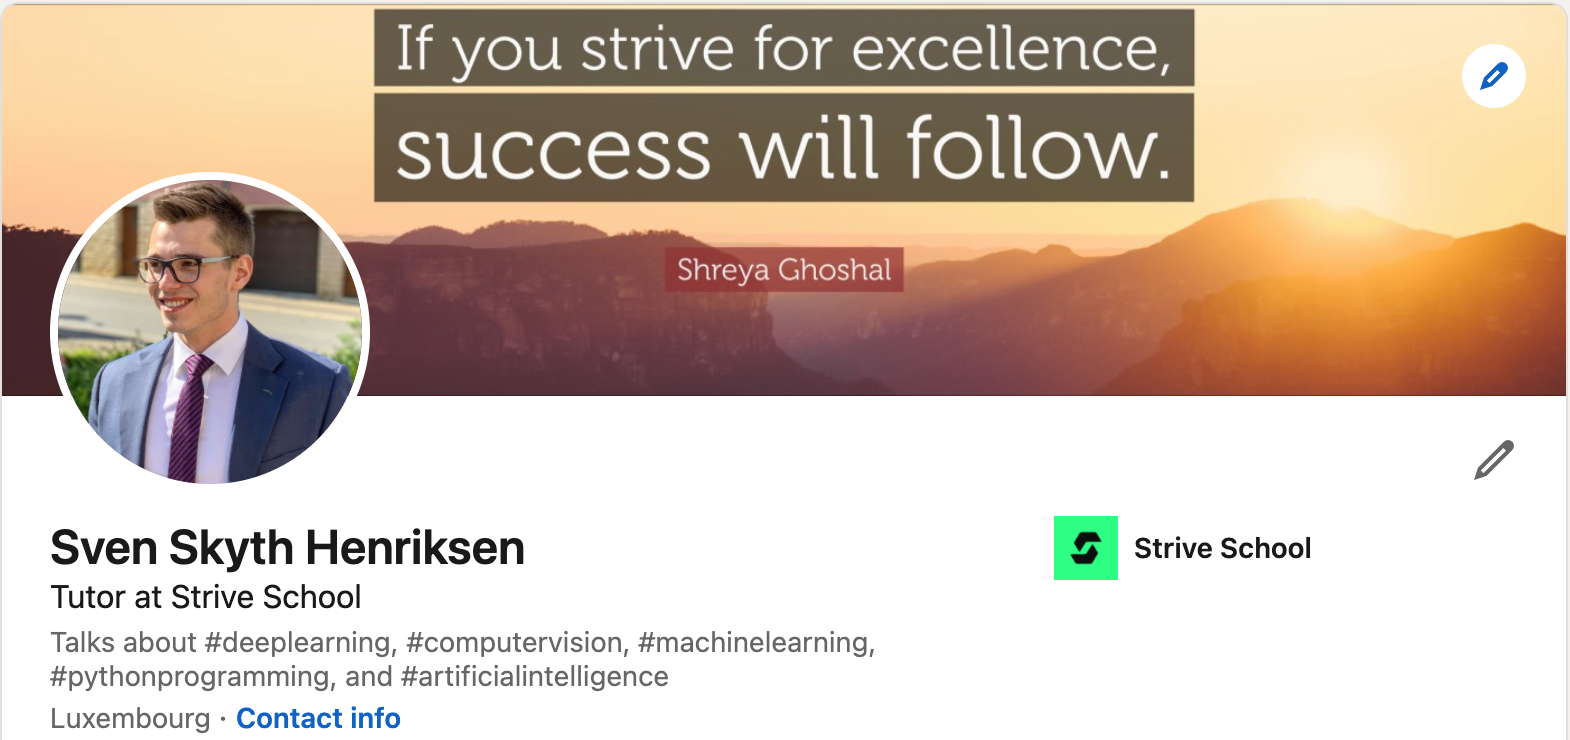 If you strive for excellence,
success will follow.
Shreya Ghoshal
Sven Skyth Henriksen
Strive School
Tutor at Strive School
Talks about #deeplearning, #computervision, #machinelearning,
#pythonprogramming, and #artificialintelligence
Luxembourg · Contact info